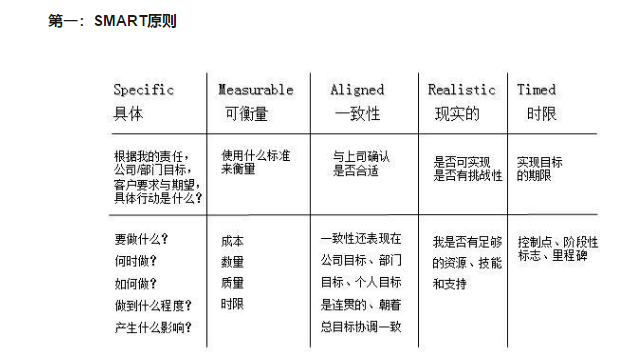 第一：SMART原则
Specific
具体
Measurable
可衡量
Aligned
一致性
Realistic
现实的
Timed
时限
根据我的责任，
公司/部门目标，
客户要求与期望，
具体行动是什么？
使用什么标准
来衡量
与上司确认
是否合适
是否可实现
是否有挑战性
实现目标
的期限
要做什么？
何时做？
如何做？
做到什么程度？
产生什么影响？
成本
数量
质量
时限
一致性还表现在
公司目标、部门
目标、个人目标
是连贯的、朝着
总目标协调一致
我是否有足够
的资源、技能
和支持
控制点、阶段性
标志、里程碑